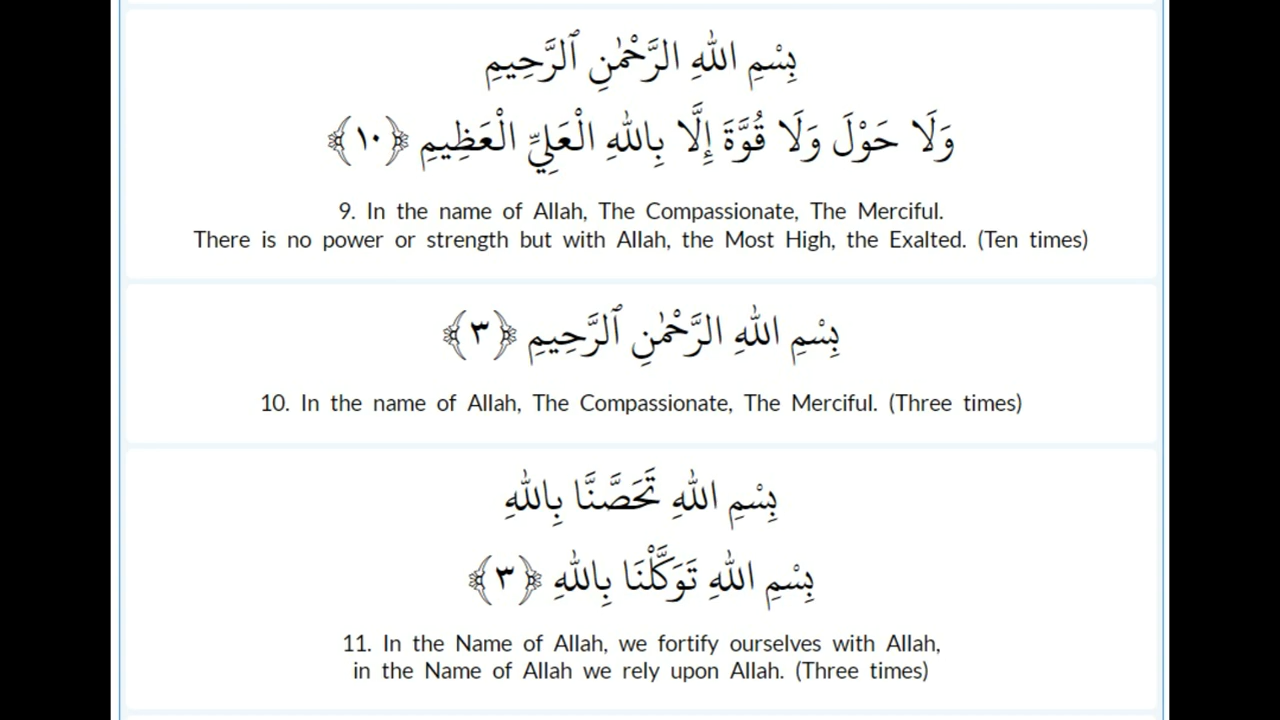 بِسْمِ اللهِ الرَّحْمٰنِ ٱلرَّحِيمِ
وَلَا حَوْلَ وَلَا قُوَّةَ إِلَّا بِاللهِ الْعَلِيِّ الْعَظِيمِ ﴿١٠﴾
9. In the name of Allah, The Compassionate, The Merciful.
There is no power or strength but with Allah, the Most High, the Exalted. (Ten times)
بِسْمِ اللهِ الرَّحْمٰنِ ٱلرَّحِيمِ ﴿٣﴾
10. In the name of Allah, The Compassionate, The Merciful. (Three times)
بِسْمِ اللهِ تَحَصَّنَّا بِاللهِ
بِسْمِ اللهِ تَوَكَّلْنَا بِاللهِ ﴿٣﴾
11. In the Name of Allah, we fortify ourselves with Allah,
in the Name of Allah we rely upon Allah. (Three times)